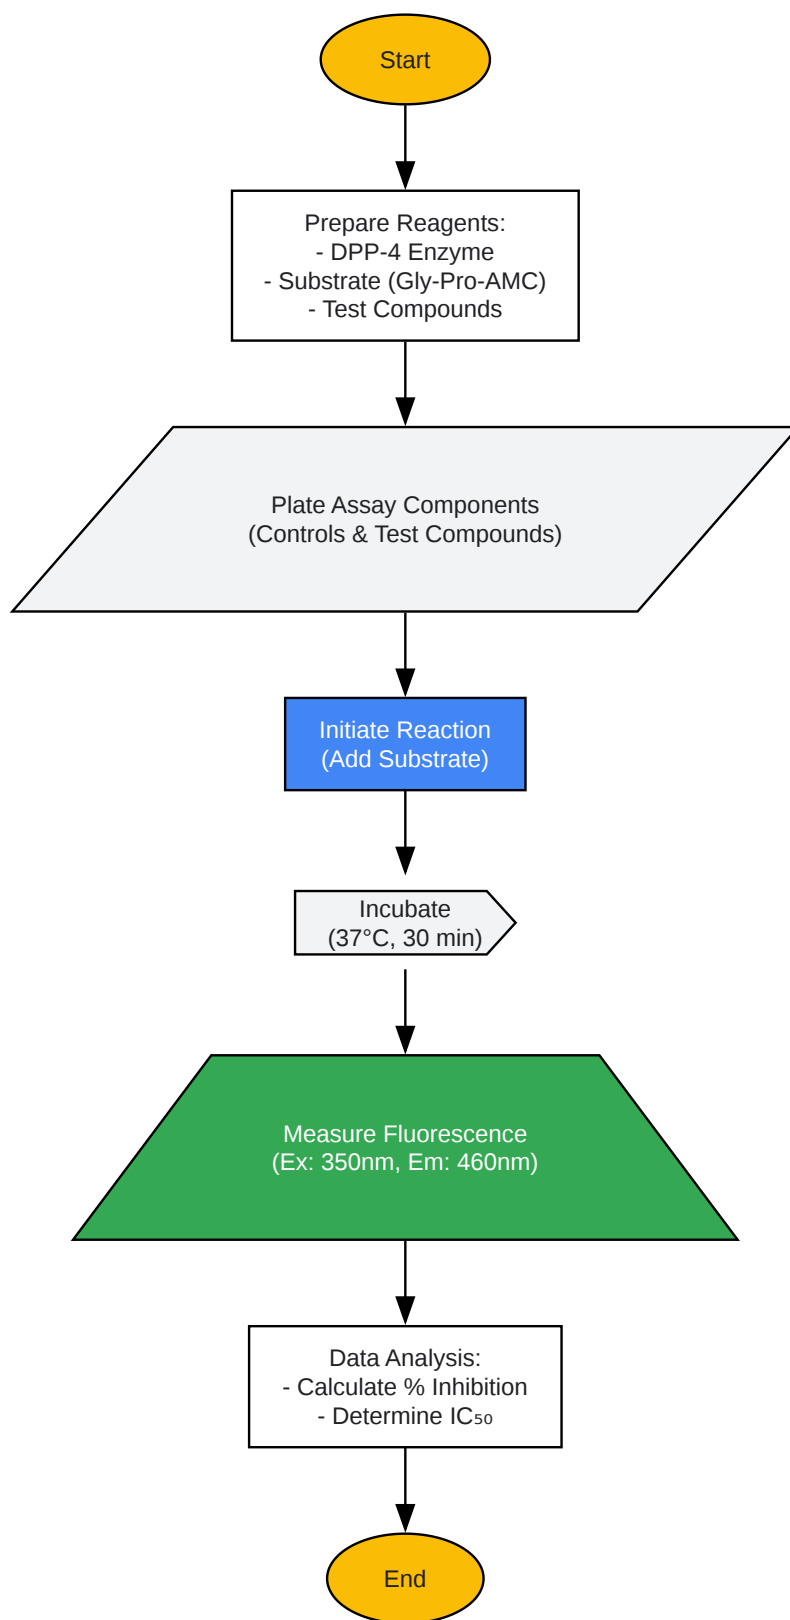 Start
Prepare Reagents:
- DPP-4 Enzyme
- Substrate (Gly-Pro-AMC)
- Test Compounds
Plate Assay Components
(Controls & Test Compounds)
Initiate Reaction
(Add Substrate)
Incubate
(37°C, 30 min)
Measure Fluorescence
(Ex: 350nm, Em: 460nm)
Data Analysis:
- Calculate % Inhibition
- Determine IC₅₀
End